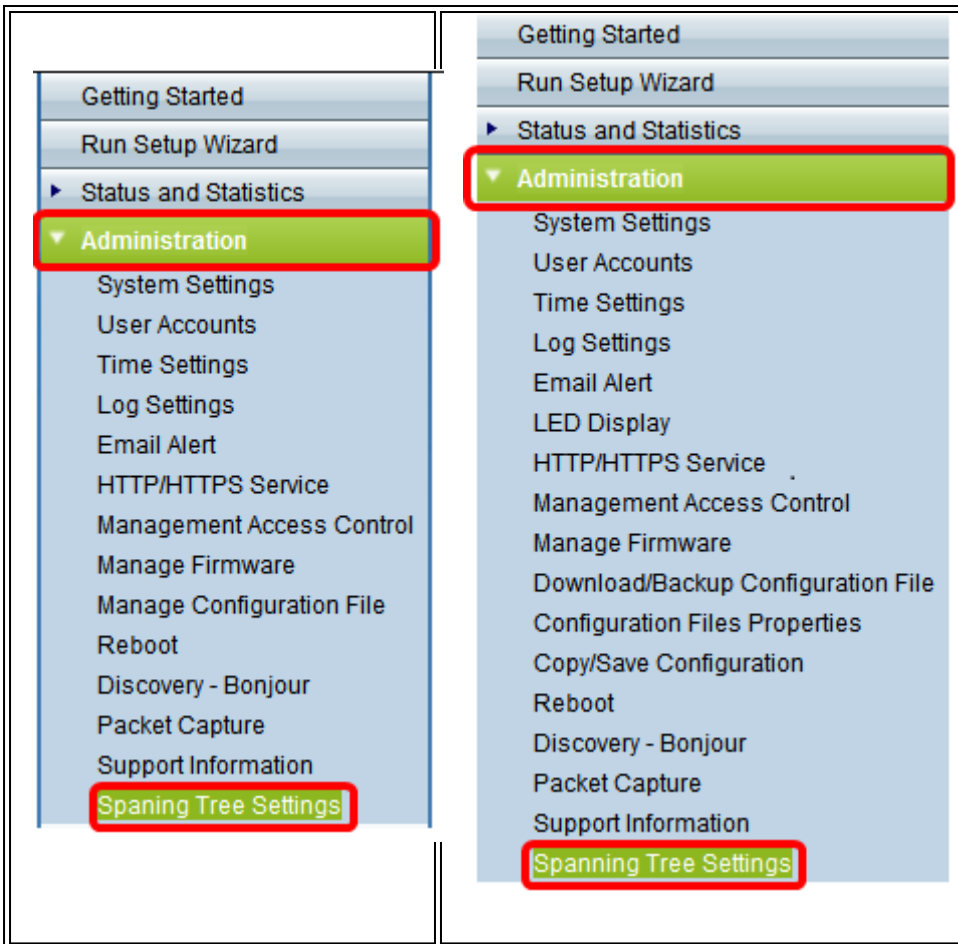 Getting Started
Run Setup Wizard
Status and Statistics
Administration
System Settings
User Accounts
Time Settings
Log Settings
Email Alert
HTTP/HTTPS Service
Management Access Control
Manage Firmware
Manage Configuration File
Reboot
Discovery - Bonjour
Packet Capture
Support Information
Spaning Tree Settings
Getting Started
Run Setup Wizard
Status and Statistics
Administration
System Settings
User Accounts
Time Settings
Log Settings
Email Alert
LED Display
HTTP/HTTPS Service
Management Access Control
Manage Firmware
Download/Backup Configuration File
Configuration Files Properties
Copy/Save Configuration
Reboot
Discovery - Bonjour
Packet Capture
Support Information
Spanning Tree Settings